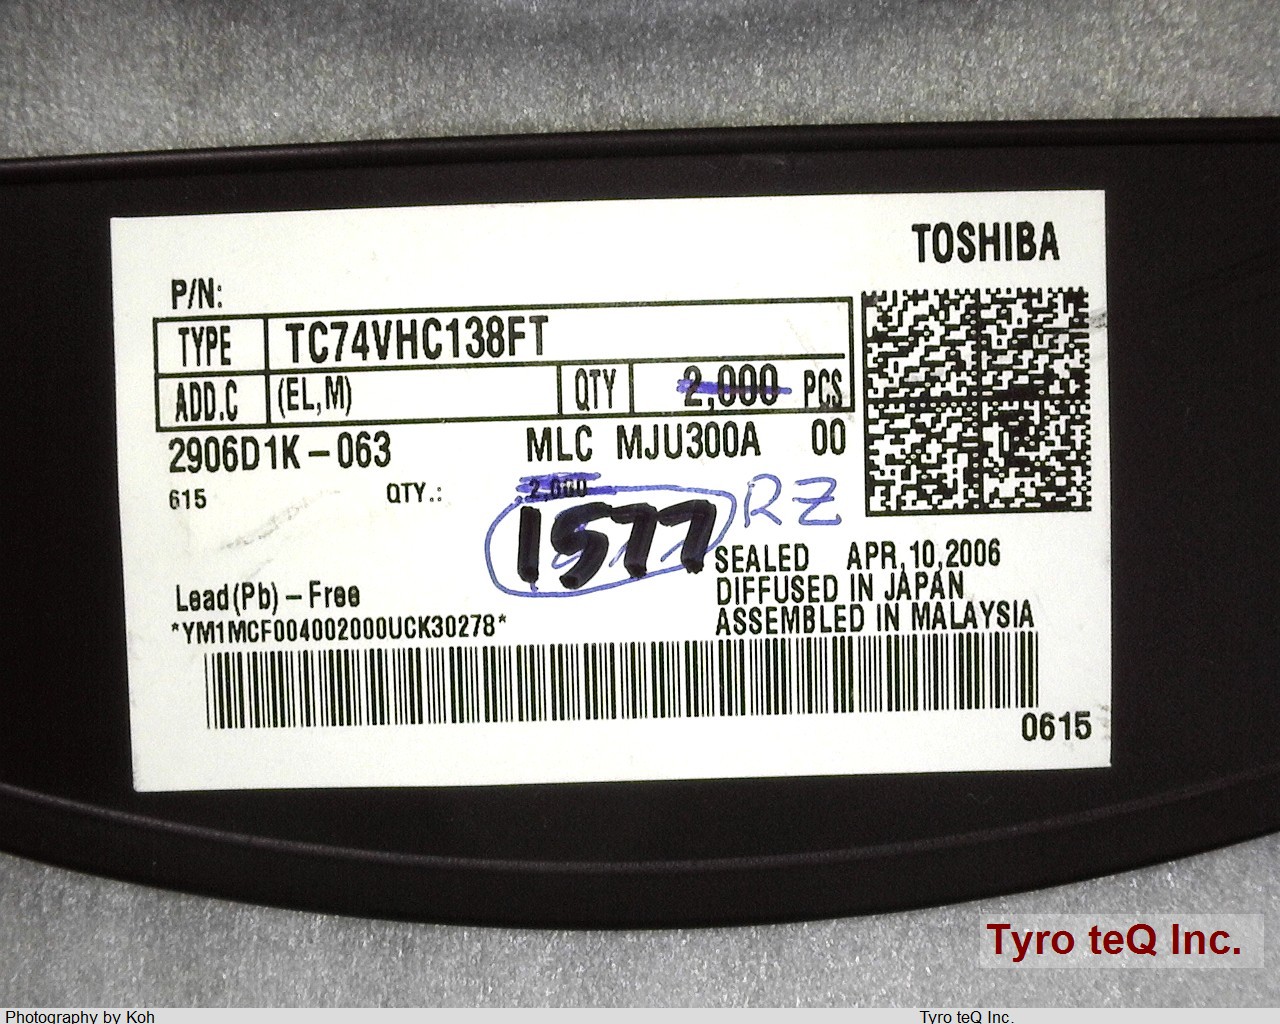 TOSHIBA
P/N:
TYPE TC74VHC138FT
ADD.C (EL,M) QTY 2,000 PCS
2906D1K-063 MLC MJU300A 00
615 QTY.: 2,000
1577 RZ
SEALED APR,10,2006
DIFFUSED IN JAPAN
ASSEMBLED IN MALAYSIA
Lead(Pb)-Free
*YM1MCF004002000UCK30278*
0615
Tyro teQ Inc.
Photography by Koh Tyro teQ Inc.